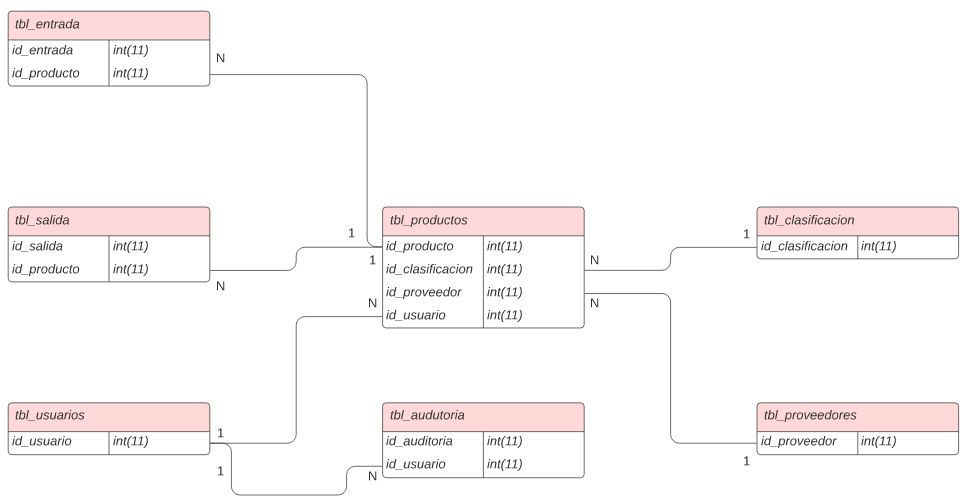 tbl_entrada
id_entrada int(11)
id_producto int(11)
N
tbl_salida
id_salida int(11)
id_producto int(11)
N
1
1
tbl_productos
id_producto int(11)
id_clasificacion int(11)
id_proveedor int(11)
id_usuario int(11)
N
N
N
1
tbl_clasificacion
id_clasificacion int(11)
tbl_usuarios
id_usuario int(11)
1
1
tbl_audutoria
id_auditoria int(11)
id_usuario int(11)
N
tbl_proveedores
id_proveedor int(11)
1